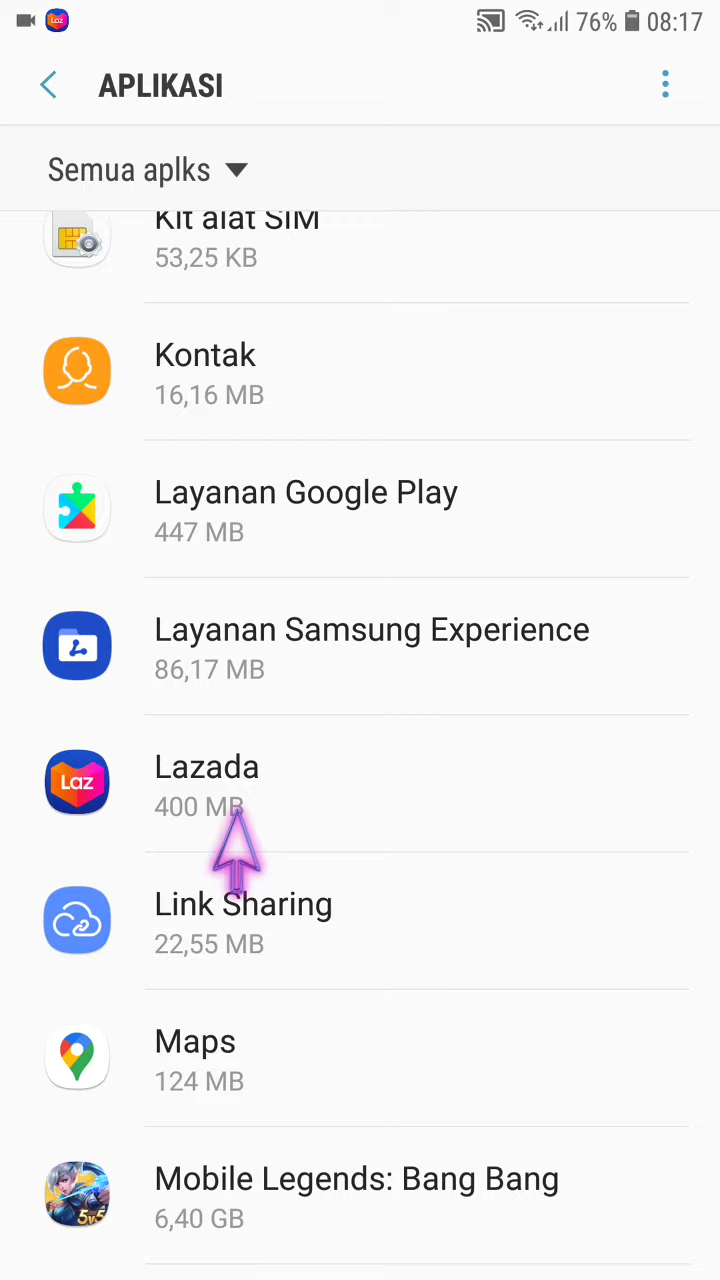 Laz 76% 08:17
APLIKASI
Semua aplks
Kit alat SIM
53,25 KB
Kontak
16,16 MB
Layanan Google Play
447 MB
Layanan Samsung Experience
86,17 MB
Laz
Lazada
400 MB
Link Sharing
22,55 MB
Maps
124 MB
Mobile Legends: Bang Bang
5v5
6,40 GB